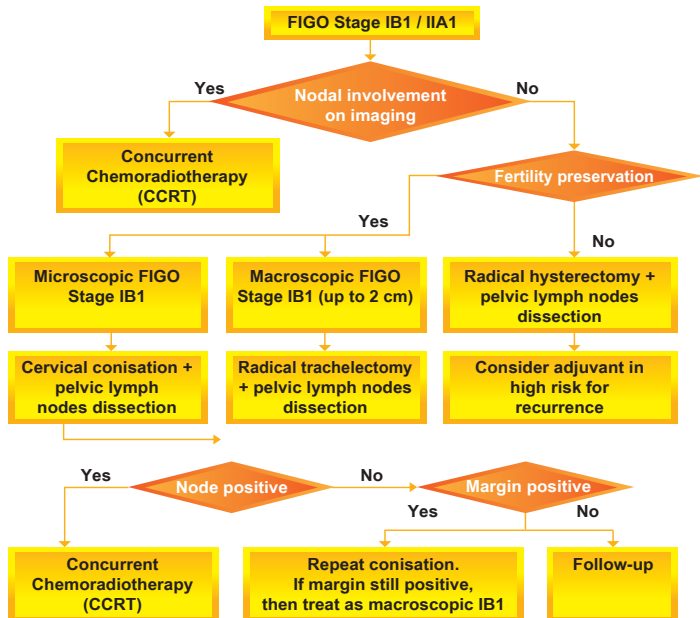 FIGO Stage IB1 / IIA1
Yes
No
Nodal involvement
on imaging
Concurrent
Chemoradiotherapy
(CCRT)
Fertility preservation
Yes
No
Microscopic FIGO
Stage IB1
Macroscopic FIGO
Stage IB1 (up to 2 cm)
Radical hysterectomy +
pelvic lymph nodes
dissection
Cervical conisation +
pelvic lymph
nodes dissection
Radical trachelectomy
+ pelvic lymph nodes
dissection
Consider adjuvant in
high risk for
recurrence
Yes
Node positive
No
Margin positive
Yes
No
Concurrent
Chemoradiotherapy
(CCRT)
Repeat conisation.
If margin still positive,
then treat as macroscopic IB1
Follow-up